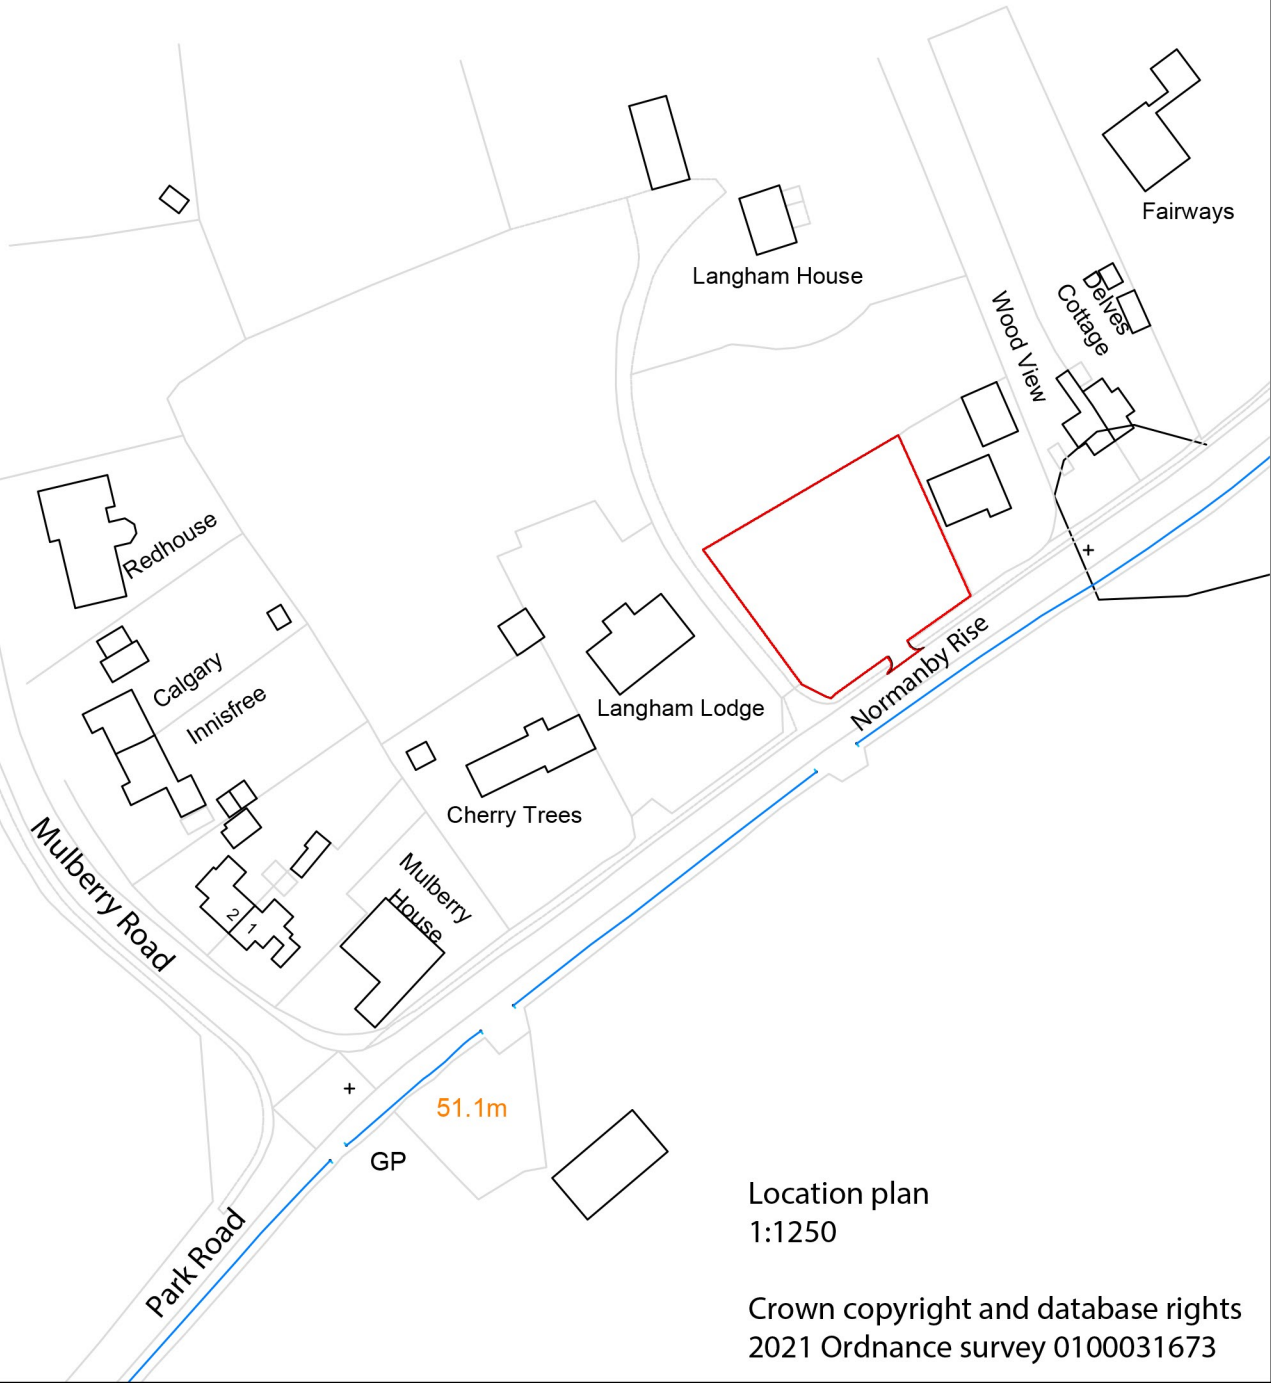 Fairways
Langham House
Delves
Cottage
Wood View
Redhouse
Calgary
Innisfree
Normanby Rise
Langham Lodge
Cherry Trees
Mulberry
House
Mulberry Road
2
1
51.1m
GP
Park Road
Location plan
1:1250
Crown copyright and database rights
2021 Ordnance survey 0100031673